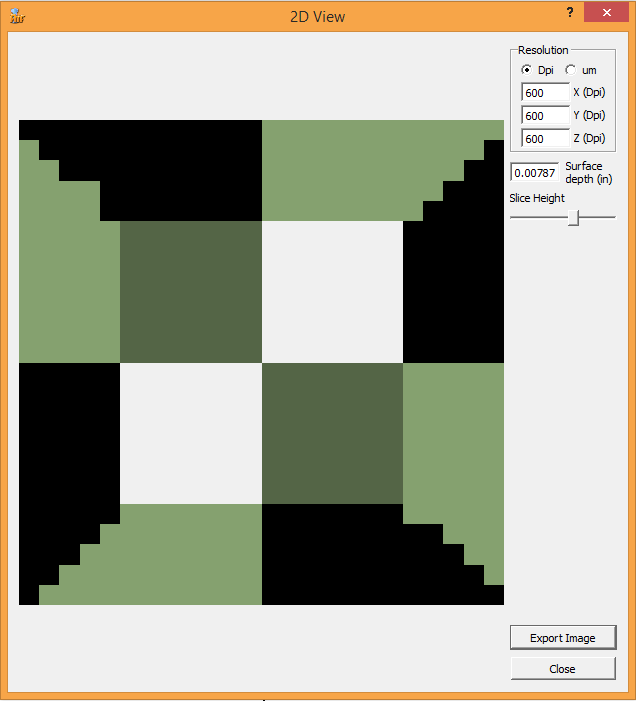 2D View
?
Resolution
Dpi
um
600 X (Dpi)
600 Y (Dpi)
600 Z (Dpi)
0.00787 Surface
depth (in)
Slice Height
Export Image
Close